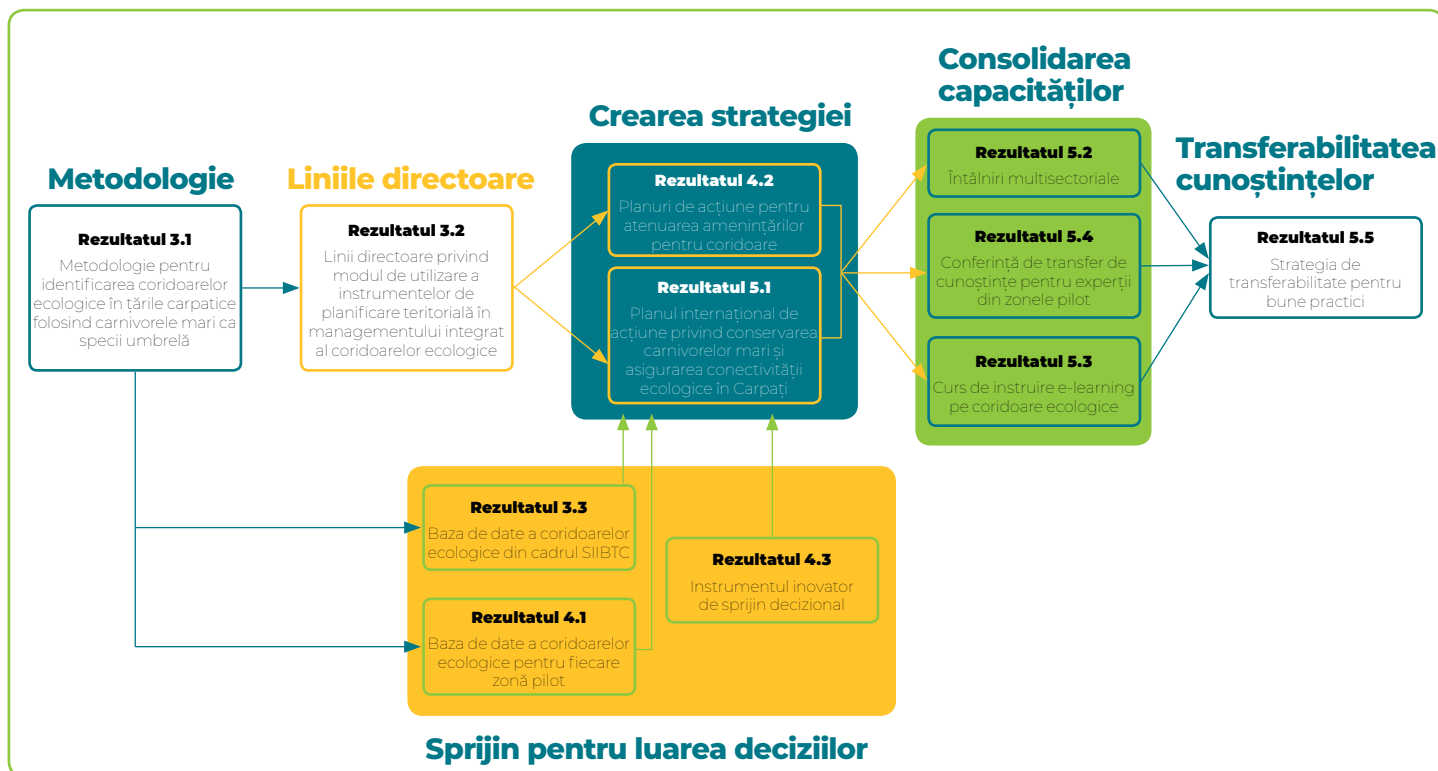 Metodologie
Rezultatul 3.1
Metodologie pentru
identificarea coridoarelor
ecologice în țările carpatice
folosind carnivorele mari ca
specii umbrelă
Liniile directoare
Rezultatul 3.2
Linii directoare privind
modul de utilizare a
instrumentelor de
planificare teritorială în
managementului integrat
al coridoarelor ecologice
Crearea strategiei
Rezultatul 4.2
Planuri de acțiune pentru
atenuarea amenințărilor
pentru coridoare
Rezultatul 5.1
Planul internațional de
acțiune privind conservarea
carnivorelor mari și
asigurarea conectivității
ecologice în Carpați
Consolidarea
capacităților
Rezultatul 5.2
Întâlniri multisectoriale
Rezultatul 5.4
Conferință de transfer de
cunoștințe pentru experții
din zonele pilot
Rezultatul 5.3
Curs de instruire e-learning
pe coridoare ecologice
Transferabilitatea
cunoștințelor
Rezultatul 5.5
Strategia de
transferabilitate pentru
bune practici
Rezultatul 3.3
Baza de date a coridoarelor
ecologice din cadrul SIIBTC
Rezultatul 4.1
Baza de date a coridoarelor
ecologice pentru fiecare
zonă pilot
Rezultatul 4.3
Instrumentul inovator
de sprijin decizional
Sprijin pentru luarea deciziilor